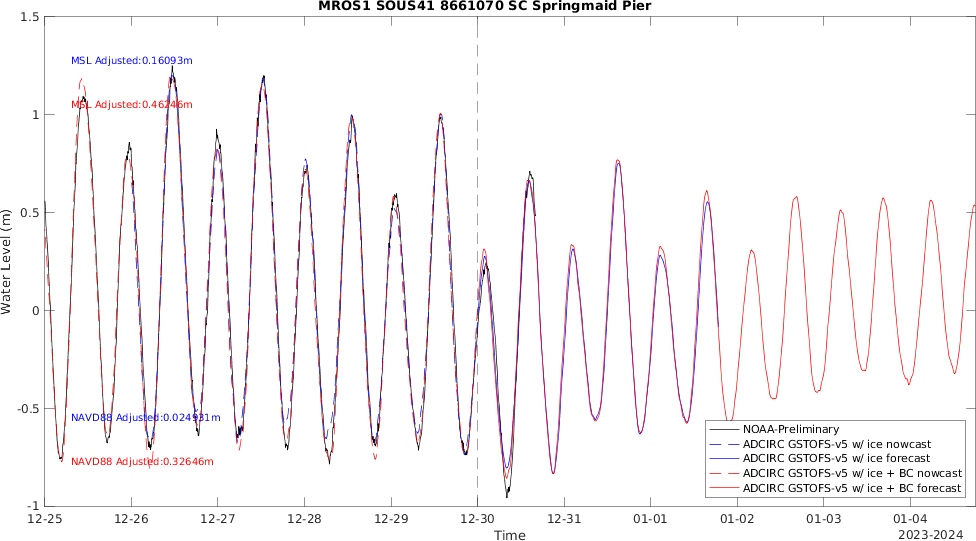 MROS1 SOUS41 8661070 SC Springmaid Pier
1.5
MSL Adjusted:0.16093m
MSL Adjusted:0.46246m
1
0.5
Water Level (m)
0
-0.5
NAVD88 Adjusted:0.024931m
NAVD88 Adjusted:0.32646m
-1
NOAA-Preliminary
ADCIRC GSTOFS-v5 w/ ice nowcast
ADCIRC GSTOFS-v5 w/ ice forecast
ADCIRC GSTOFS-v5 w/ ice + BC nowcast
ADCIRC GSTOFS-v5 w/ ice + BC forecast
12-25 12-26 12-27 12-28 12-29 12-30 12-31 01-01 01-02 01-03 01-04
Time
2023-2024